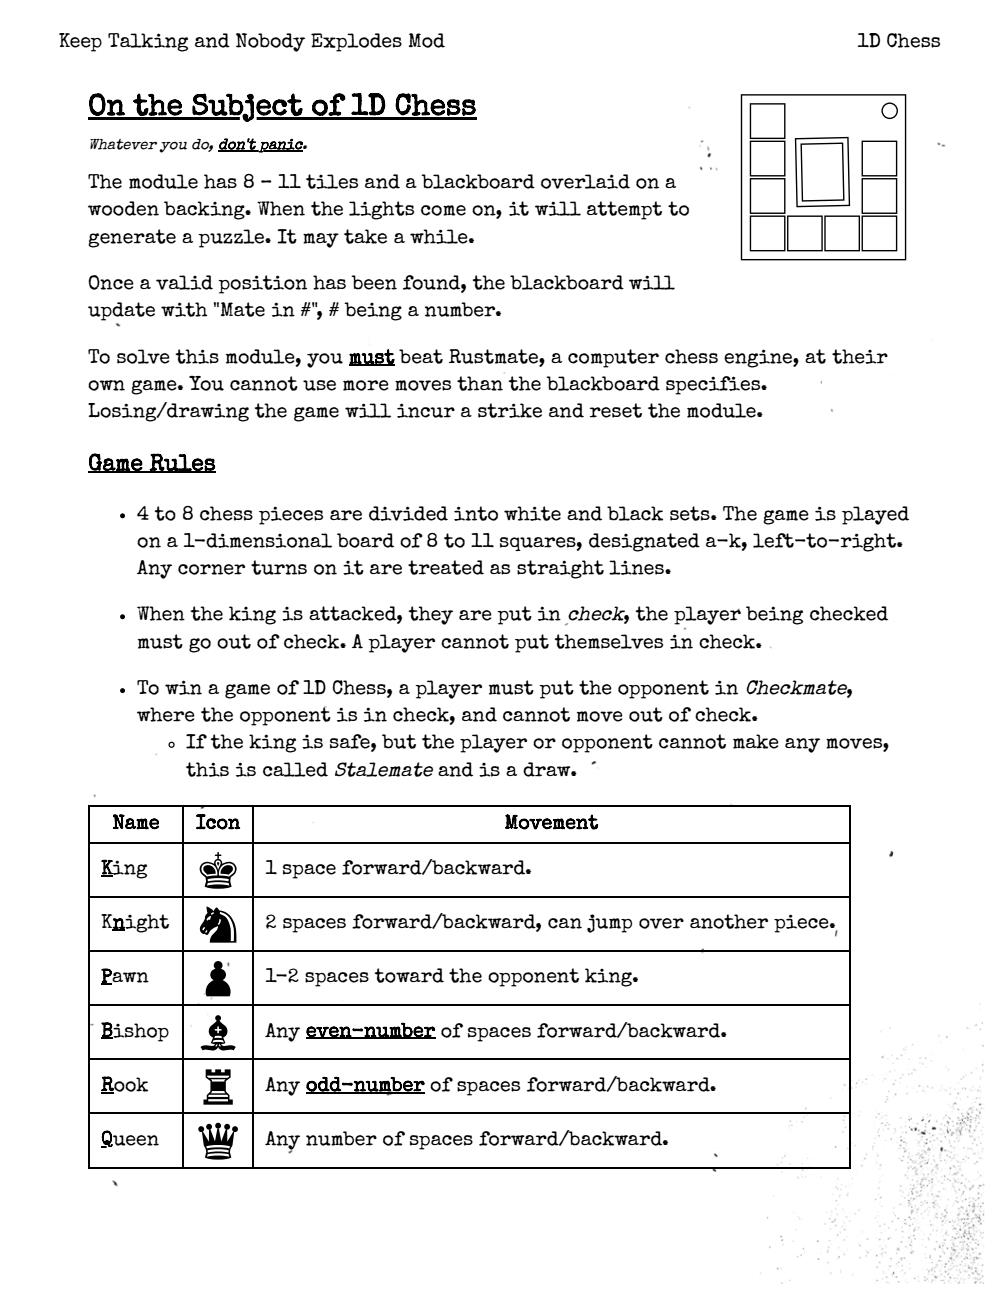 Keep Talking and Nobody Explodes Mod
1D Chess
On the Subject of 1D Chess
Whatever you do, don't panic.
The module has 8 - 11 tiles and a blackboard overlaid on a
wooden backing. When the lights come on, it will attempt to
generate a puzzle. It may take a while.
Once a valid position has been found, the blackboard will
update with "Mate in #", # being a number.
To solve this module, you must beat Rustmate, a computer chess engine, at their
own game. You cannot use more moves than the blackboard specifies.
Losing/drawing the game will incur a strike and reset the module.
Game Rules
• 4 to 8 chess pieces are divided into white and black sets. The game is played
on a 1-dimensional board of 8 to 11 squares, designated a-k, left-to-right.
Any corner turns on it are treated as straight lines.
• When the king is attacked, they are put in check, the player being checked
must go out of check. A player cannot put themselves in check.
• To win a game of 1D Chess, a player must put the opponent in Checkmate,
where the opponent is in check, and cannot move out of check.
◦ If the king is safe, but the player or opponent cannot make any moves,
this is called Stalemate and is a draw.
Name Icon Movement
King 1 space forward/backward.
Knight 2 spaces forward/backward, can jump over another piece.
Pawn 1-2 spaces toward the opponent king.
Bishop Any even-number of spaces forward/backward.
Rook Any odd-number of spaces forward/backward.
Queen Any number of spaces forward/backward.